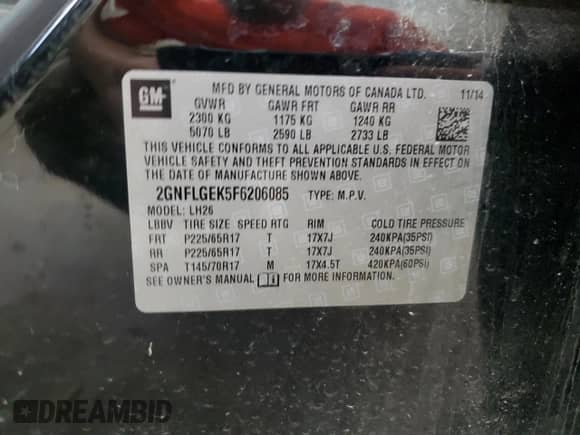 GM
MFD BY GENERAL MOTORS OF CANADA LTD. 11/14
GVWR GAWR FRT GAWR RR
2300 KG 1175 KG 1240 KG
5070 LB 2590 LB 2733 LB
THIS VEHICLE CONFORMS TO ALL APPLICABLE U.S. FEDERAL MOTOR
VEHICLE SAFETY AND THEFT PREVENTION STANDARDS IN EFFECT ON
THE DATE OF MANUFACTURE SHOWN ABOVE.
2GNFLGEK5F6206085 TYPE: M.P.V.
MODEL: LH26
LBBV TIRE SIZE SPEED RTG RIM COLD TIRE PRESSURE
FRT P225/65R17 T 17X7J 240KPA(35PSI)
RR P225/65R17 T 17X7J 240KPA(35PSI)
SPA T145/70R17 M 17X4.5T 420KPA(60PSI)
SEE OWNER'S MANUAL FOR MORE INFORMATION.
DREAMBID